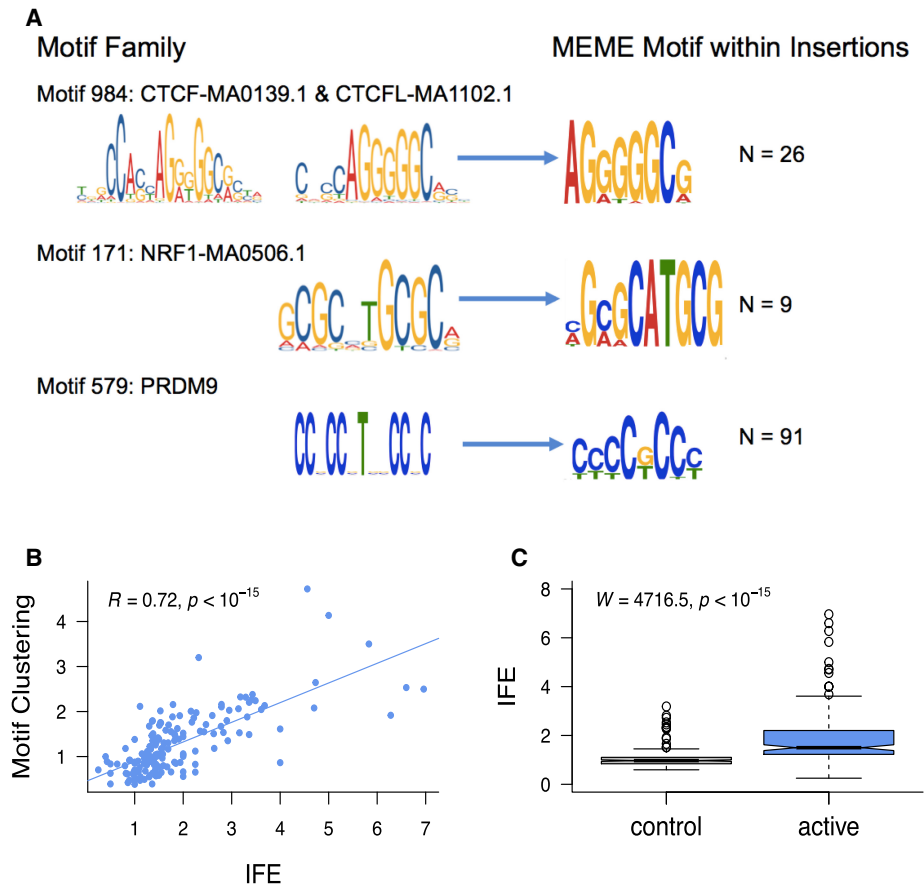 A
Motif Family MEME Motif within Insertions
Motif 984: CTCF-MA0139.1 & CTCFL-MA1102.1
N = 26
Motif 171: NRF1-MA0506.1
N = 9
Motif 579: PRDM9
N = 91
B
R = 0.72, p < 10⁻¹⁵
Motif Clustering
4
3
2
1
1 2 3 4 5 6 7
IFE
C
W = 4716.5, p < 10⁻¹⁵
IFE
8
6
4
2
0
control active